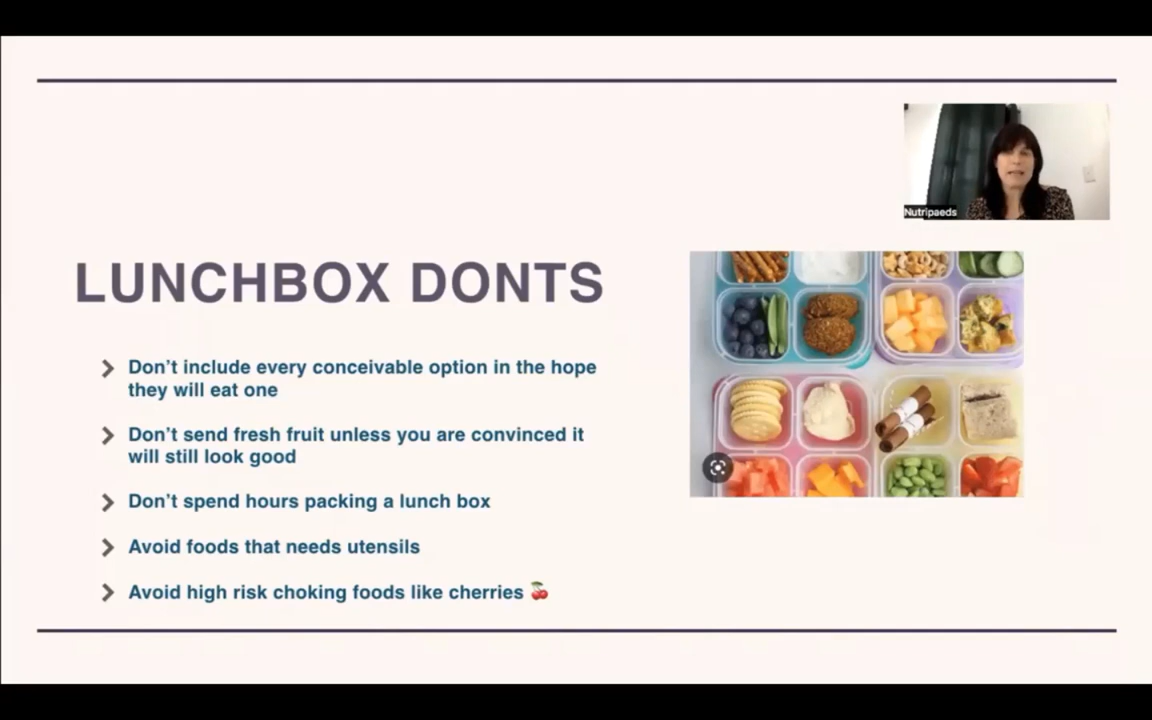 Nutripaeds
LUNCHBOX DONTS
Don't include every conceivable option in the hope
they will eat one
Don't send fresh fruit unless you are convinced it
will still look good
Don't spend hours packing a lunch box
Avoid foods that needs utensils
Avoid high risk choking foods like cherries 🍒